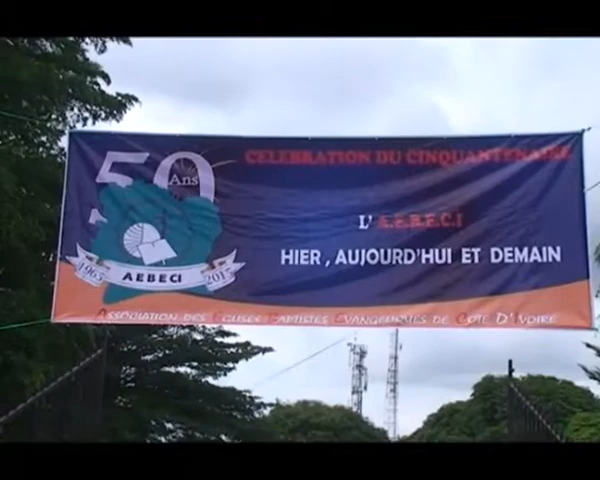 50
Ans
1965 AEBECI 2015
CELEBRATION DU CINQUANTENAIRE
L' A.E.B.E.C.I
HIER, AUJOURD'HUI ET DEMAIN
ASSOCIATION DES EGLISES BAPTISTES EVANGELIQUES DE COTE D'IVOIRE